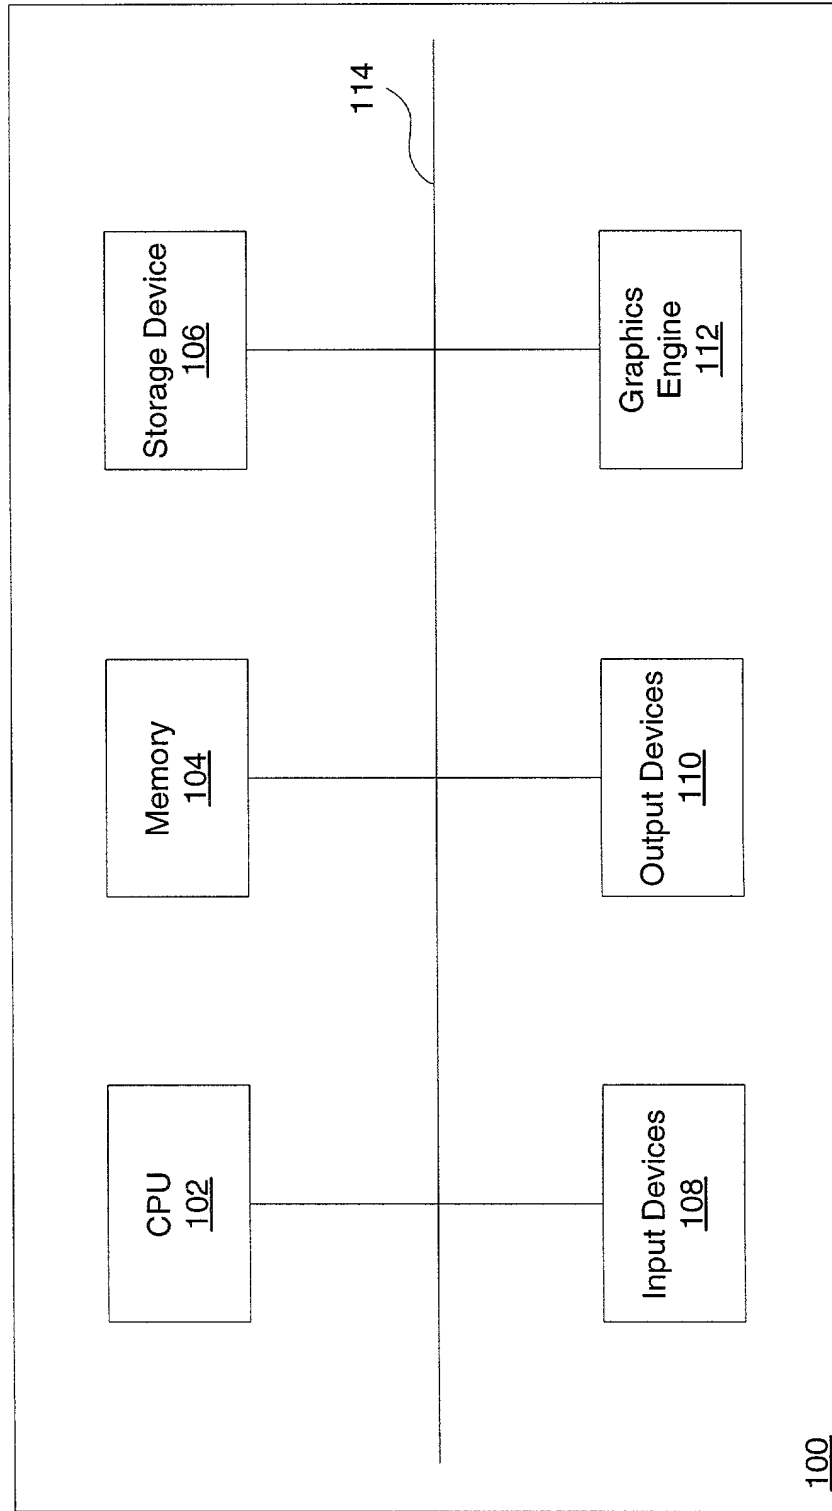 CPU
102
Memory
104
Storage Device
106
114
Input Devices
108
Output Devices
110
Graphics
Engine
112
100